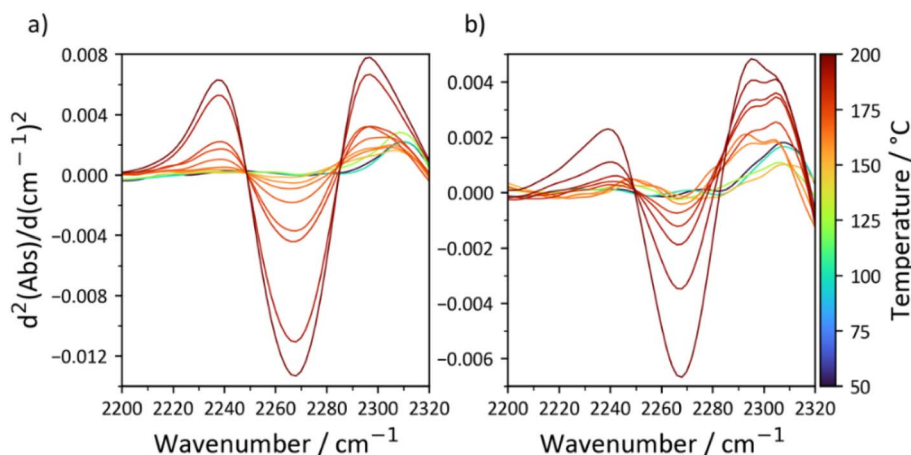 a)
b)
0.008
0.004
0.000
−0.004
−0.008
−0.012
d²(Abs)/d(cm⁻¹)²
2200 2220 2240 2260 2280 2300 2320
Wavenumber / cm⁻¹
0.004
0.002
0.000
−0.002
−0.004
−0.006
2200 2220 2240 2260 2280 2300 2320
Wavenumber / cm⁻¹
200
175
150
125
100
75
50
Temperature / °C